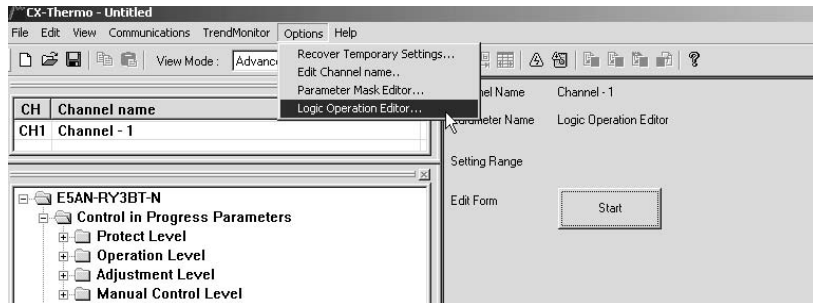 CX-Thermo - Untitled
File Edit View Communications TrendMonitor Options Help
View Mode : Advanc
Recover Temporary Settings...
Edit Channel name..
Parameter Mask Editor...
Logic Operation Editor...
CH Channel name
CH1 Channel - 1
nel Name Channel - 1
Parameter Name Logic Operation Editor
Setting Range
Edit Form Start
E5AN-RY3BT-N
Control in Progress Parameters
Protect Level
Operation Level
Adjustment Level
Manual Control Level